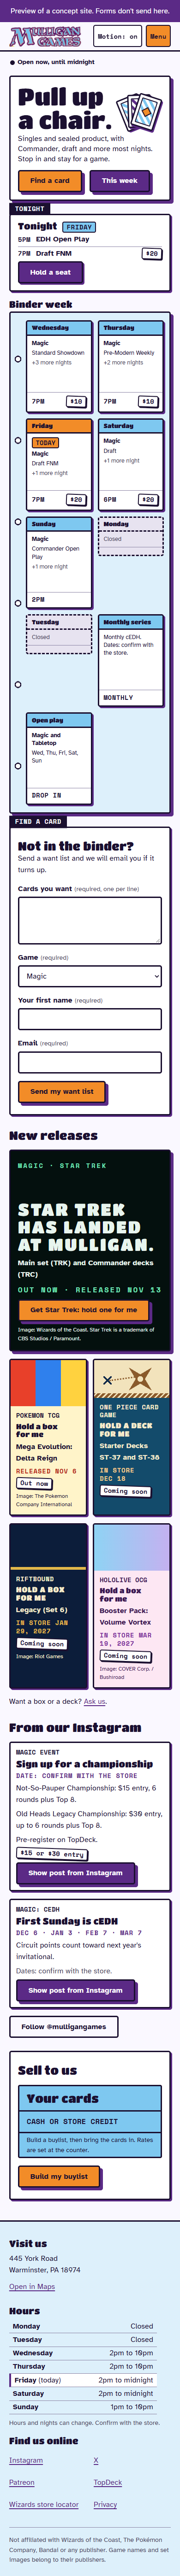 Preview of a concept site. Forms don't send here.
MULLIGAN GAMES
Motion: on
Menu
Open now, until midnight
Pull up
a chair.
Singles and sealed product, with
Commander, draft and more most nights.
Stop in and stay for a game.
Find a card
This week
TONIGHT
Tonight FRIDAY
5PM EDH Open Play
7PM Draft FNM $20
Hold a seat
Binder week
Wednesday
Magic
Standard Showdown
+3 more nights
7PM $10
Thursday
Magic
Pre-Modern Weekly
+2 more nights
7PM $10
Friday
TODAY
Magic
Draft FNM
+1 more night
7PM $20
Saturday
Magic
Draft
+1 more night
6PM $20
Sunday
Magic
Commander Open
Play
+1 more night
2PM
Monday
Closed
Tuesday
Closed
Monthly series
Monthly cEDH.
Dates: confirm with
the store.
MONTHLY
Open play
Magic and
Tabletop
Wed, Thu, Fri, Sat,
Sun
DROP IN
FIND A CARD
Not in the binder?
Send a want list and we will email you if it
turns up.
Cards you want (required, one per line)
Game (required)
Magic
Your first name (required)
Email (required)
Send my want list
New releases
MAGIC · STAR TREK
STAR TREK
HAS LANDED
AT MULLIGAN.
Main set (TRK) and Commander decks
(TRC)
OUT NOW · RELEASED NOV 13
Get Star Trek: hold one for me
Image: Wizards of the Coast. Star Trek is a trademark of
CBS Studios / Paramount.
POKEMON TCG
Hold a box
for me
Mega Evolution:
Delta Reign
RELEASED NOV 6
Out now
Image: The Pokemon
Company International
ONE PIECE CARD
GAME
HOLD A DECK
FOR ME
Starter Decks
ST-37 and ST-38
IN STORE
DEC 18
Coming soon
RIFTBOUND
HOLD A BOX
FOR ME
Legacy (Set 6)
IN STORE JAN
29, 2027
Coming soon
Image: Riot Games
HOLOLIVE OCG
Hold a box
for me
Booster Pack:
Volume Vortex
IN STORE MAR
19, 2027
Coming soon
Image: COVER Corp. /
Bushiroad
Want a box or a deck? Ask us.
From our Instagram
MAGIC EVENT
Sign up for a championship
DATE: CONFIRM WITH THE STORE
Not-So-Pauper Championship: $15 entry, 6
rounds plus Top 8.
Old Heads Legacy Championship: $30 entry,
up to 6 rounds plus Top 8.
Pre-register on TopDeck.
$15 or $30 entry
Show post from Instagram
MAGIC: CEDH
First Sunday is cEDH
DEC 6 · JAN 3 · FEB 7 · MAR 7
Circuit points count toward next year's
invitational.
Dates: confirm with the store.
Show post from Instagram
Follow @mulligangames
Sell to us
Your cards
CASH OR STORE CREDIT
Build a buylist, then bring the cards in. Rates
are set at the counter.
Build my buylist
Visit us
445 York Road
Warminster, PA 18974
Open in Maps
Hours
Monday Closed
Tuesday Closed
Wednesday 2pm to 10pm
Thursday 2pm to 10pm
Friday (today) 2pm to midnight
Saturday 2pm to midnight
Sunday 1pm to 10pm
Hours and nights can change. Confirm with the store.
Find us online
Instagram X
Patreon TopDeck
Wizards store locator Privacy
Not affiliated with Wizards of the Coast, The Pokémon
Company, Bandai or any publisher. Game names and set
images belong to their publishers.